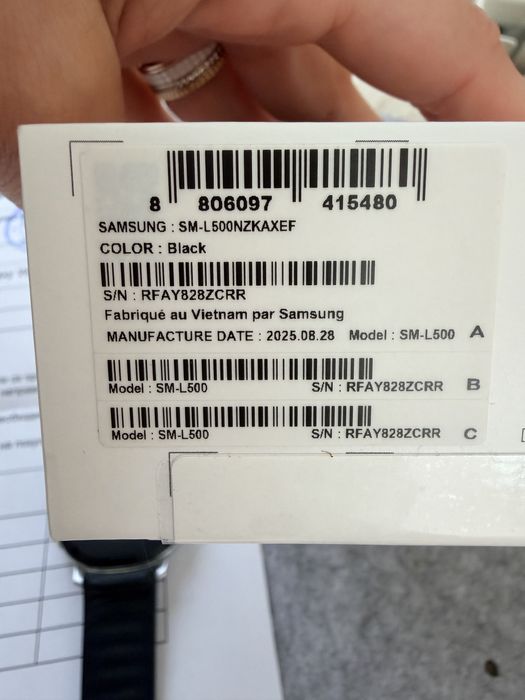 8 806097 415480
SAMSUNG : SM-L500NZKAXEF
COLOR : Black
S/N : RFAY828ZCRR
Fabriqué au Vietnam par Samsung
MANUFACTURE DATE : 2025.08.28 Model : SM-L500 A
Model : SM-L500 S/N : RFAY828ZCRR B
Model : SM-L500 S/N : RFAY828ZCRR C